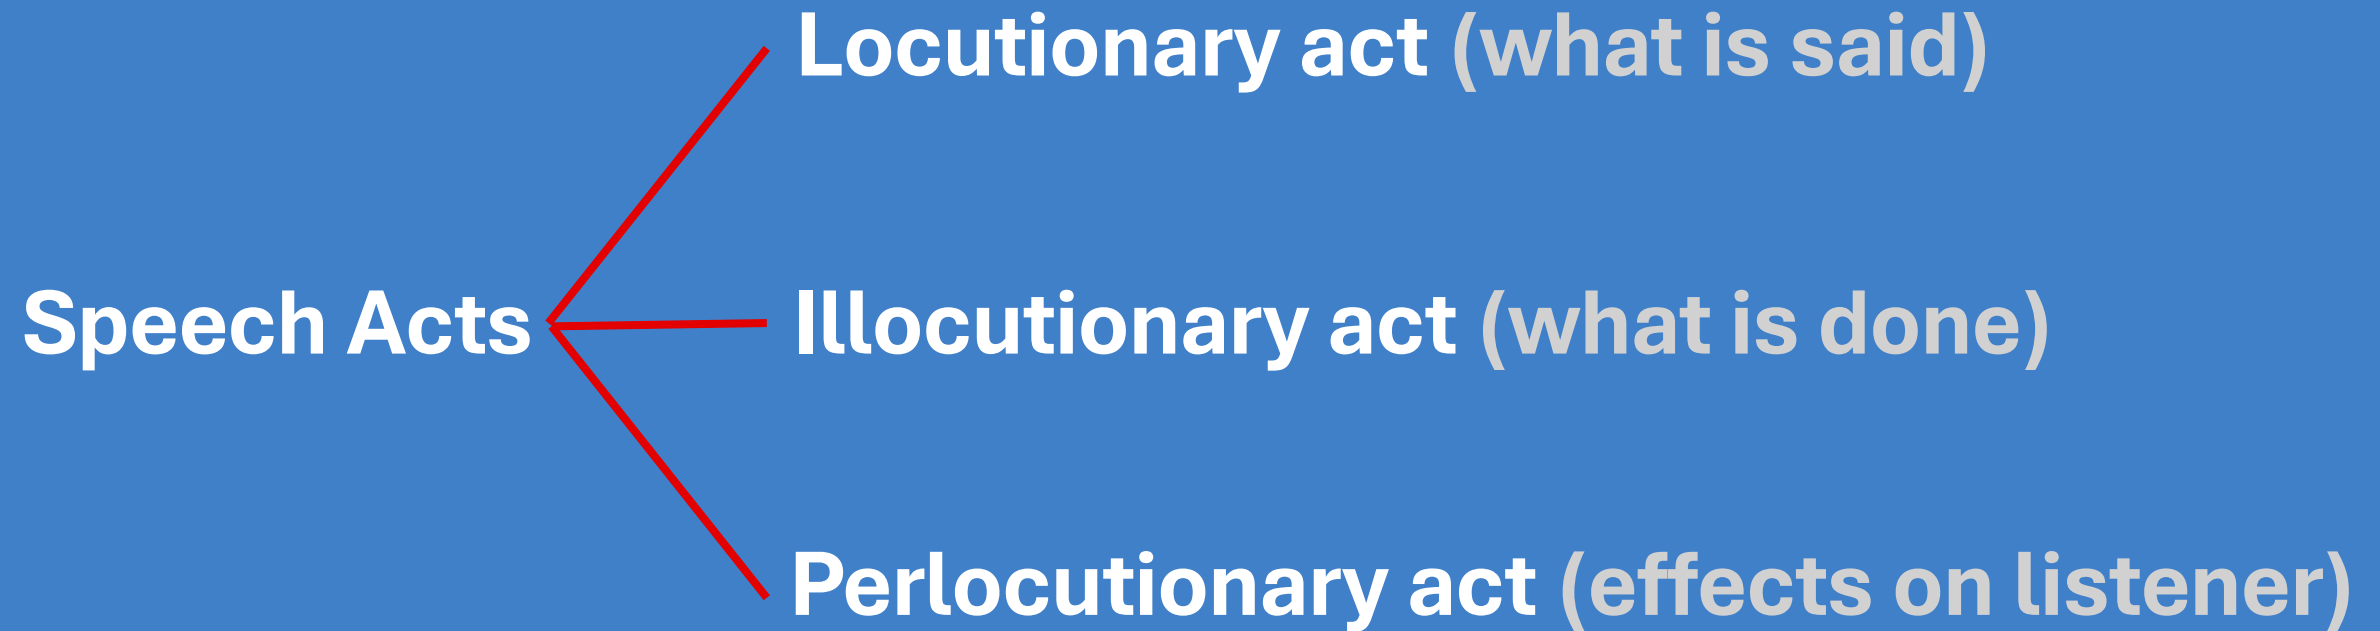 Locutionary act (what is said)
Speech Acts
Illocutionary act (what is done)
Perlocutionary act (effects on listener)